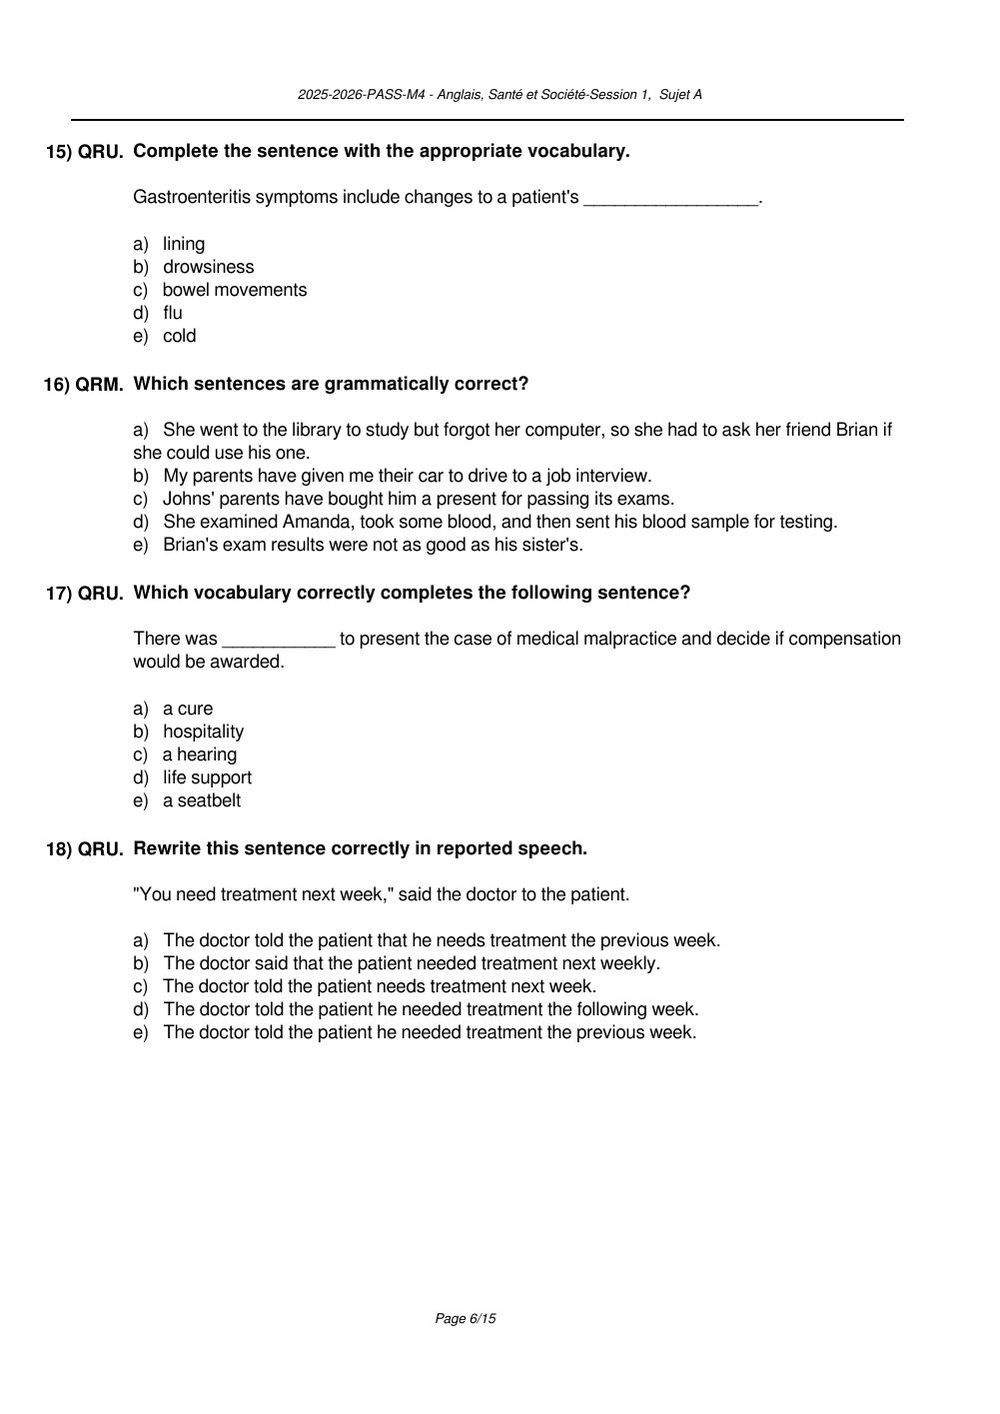 2025-2026-PASS-M4 - Anglais, Santé et Société-Session 1, Sujet A
15) QRU. Complete the sentence with the appropriate vocabulary.
Gastroenteritis symptoms include changes to a patient's _________________.
a) lining
b) drowsiness
c) bowel movements
d) flu
e) cold
16) QRM. Which sentences are grammatically correct?
a) She went to the library to study but forgot her computer, so she had to ask her friend Brian if
she could use his one.
b) My parents have given me their car to drive to a job interview.
c) Johns' parents have bought him a present for passing its exams.
d) She examined Amanda, took some blood, and then sent his blood sample for testing.
e) Brian's exam results were not as good as his sister's.
17) QRU. Which vocabulary correctly completes the following sentence?
There was ___________ to present the case of medical malpractice and decide if compensation
would be awarded.
a) a cure
b) hospitality
c) a hearing
d) life support
e) a seatbelt
18) QRU. Rewrite this sentence correctly in reported speech.
"You need treatment next week," said the doctor to the patient.
a) The doctor told the patient that he needs treatment the previous week.
b) The doctor said that the patient needed treatment next weekly.
c) The doctor told the patient needs treatment next week.
d) The doctor told the patient he needed treatment the following week.
e) The doctor told the patient he needed treatment the previous week.
Page 6/15